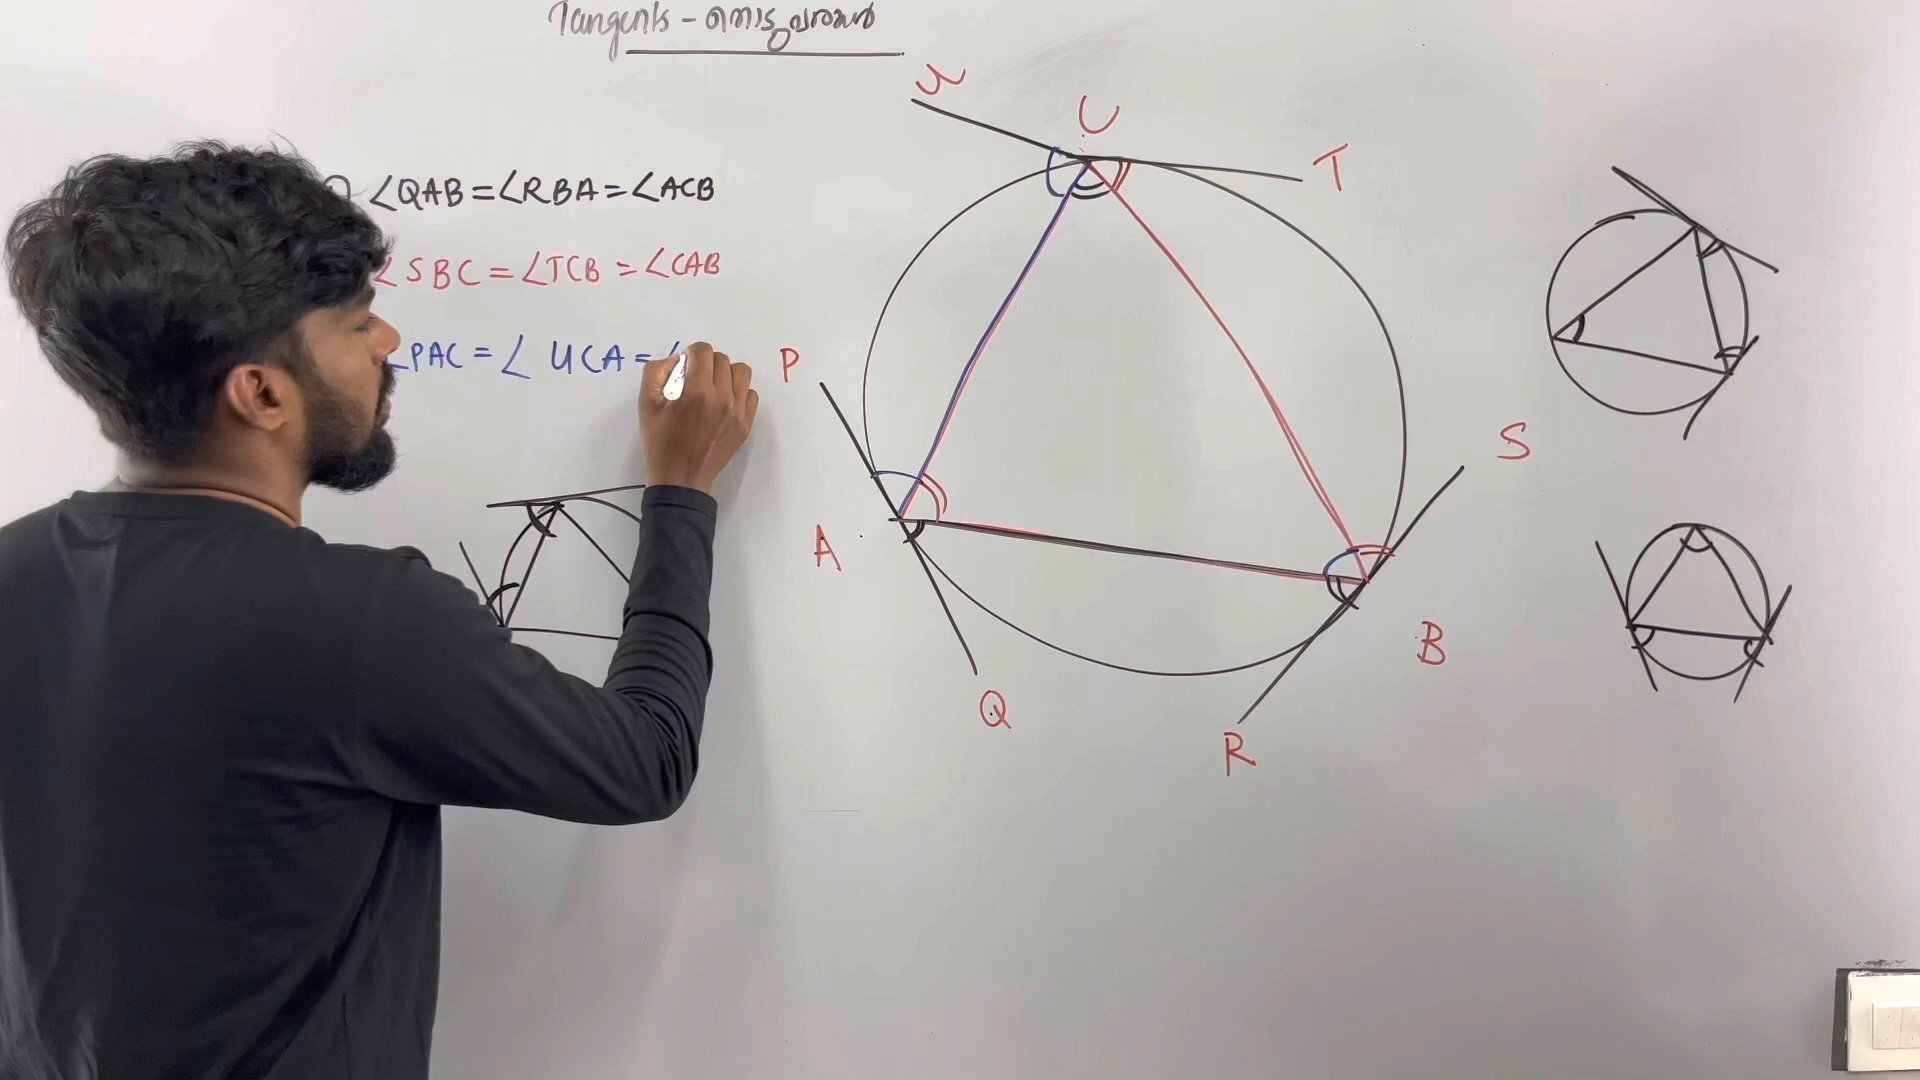 Tangents - തൊടുവരകൾ
∠QAB = ∠RBA = ∠ACB
∠SBC = ∠TCB = ∠CAB
∠PAC = ∠UCA = ∠
U
T
P
S
A
B
Q
R